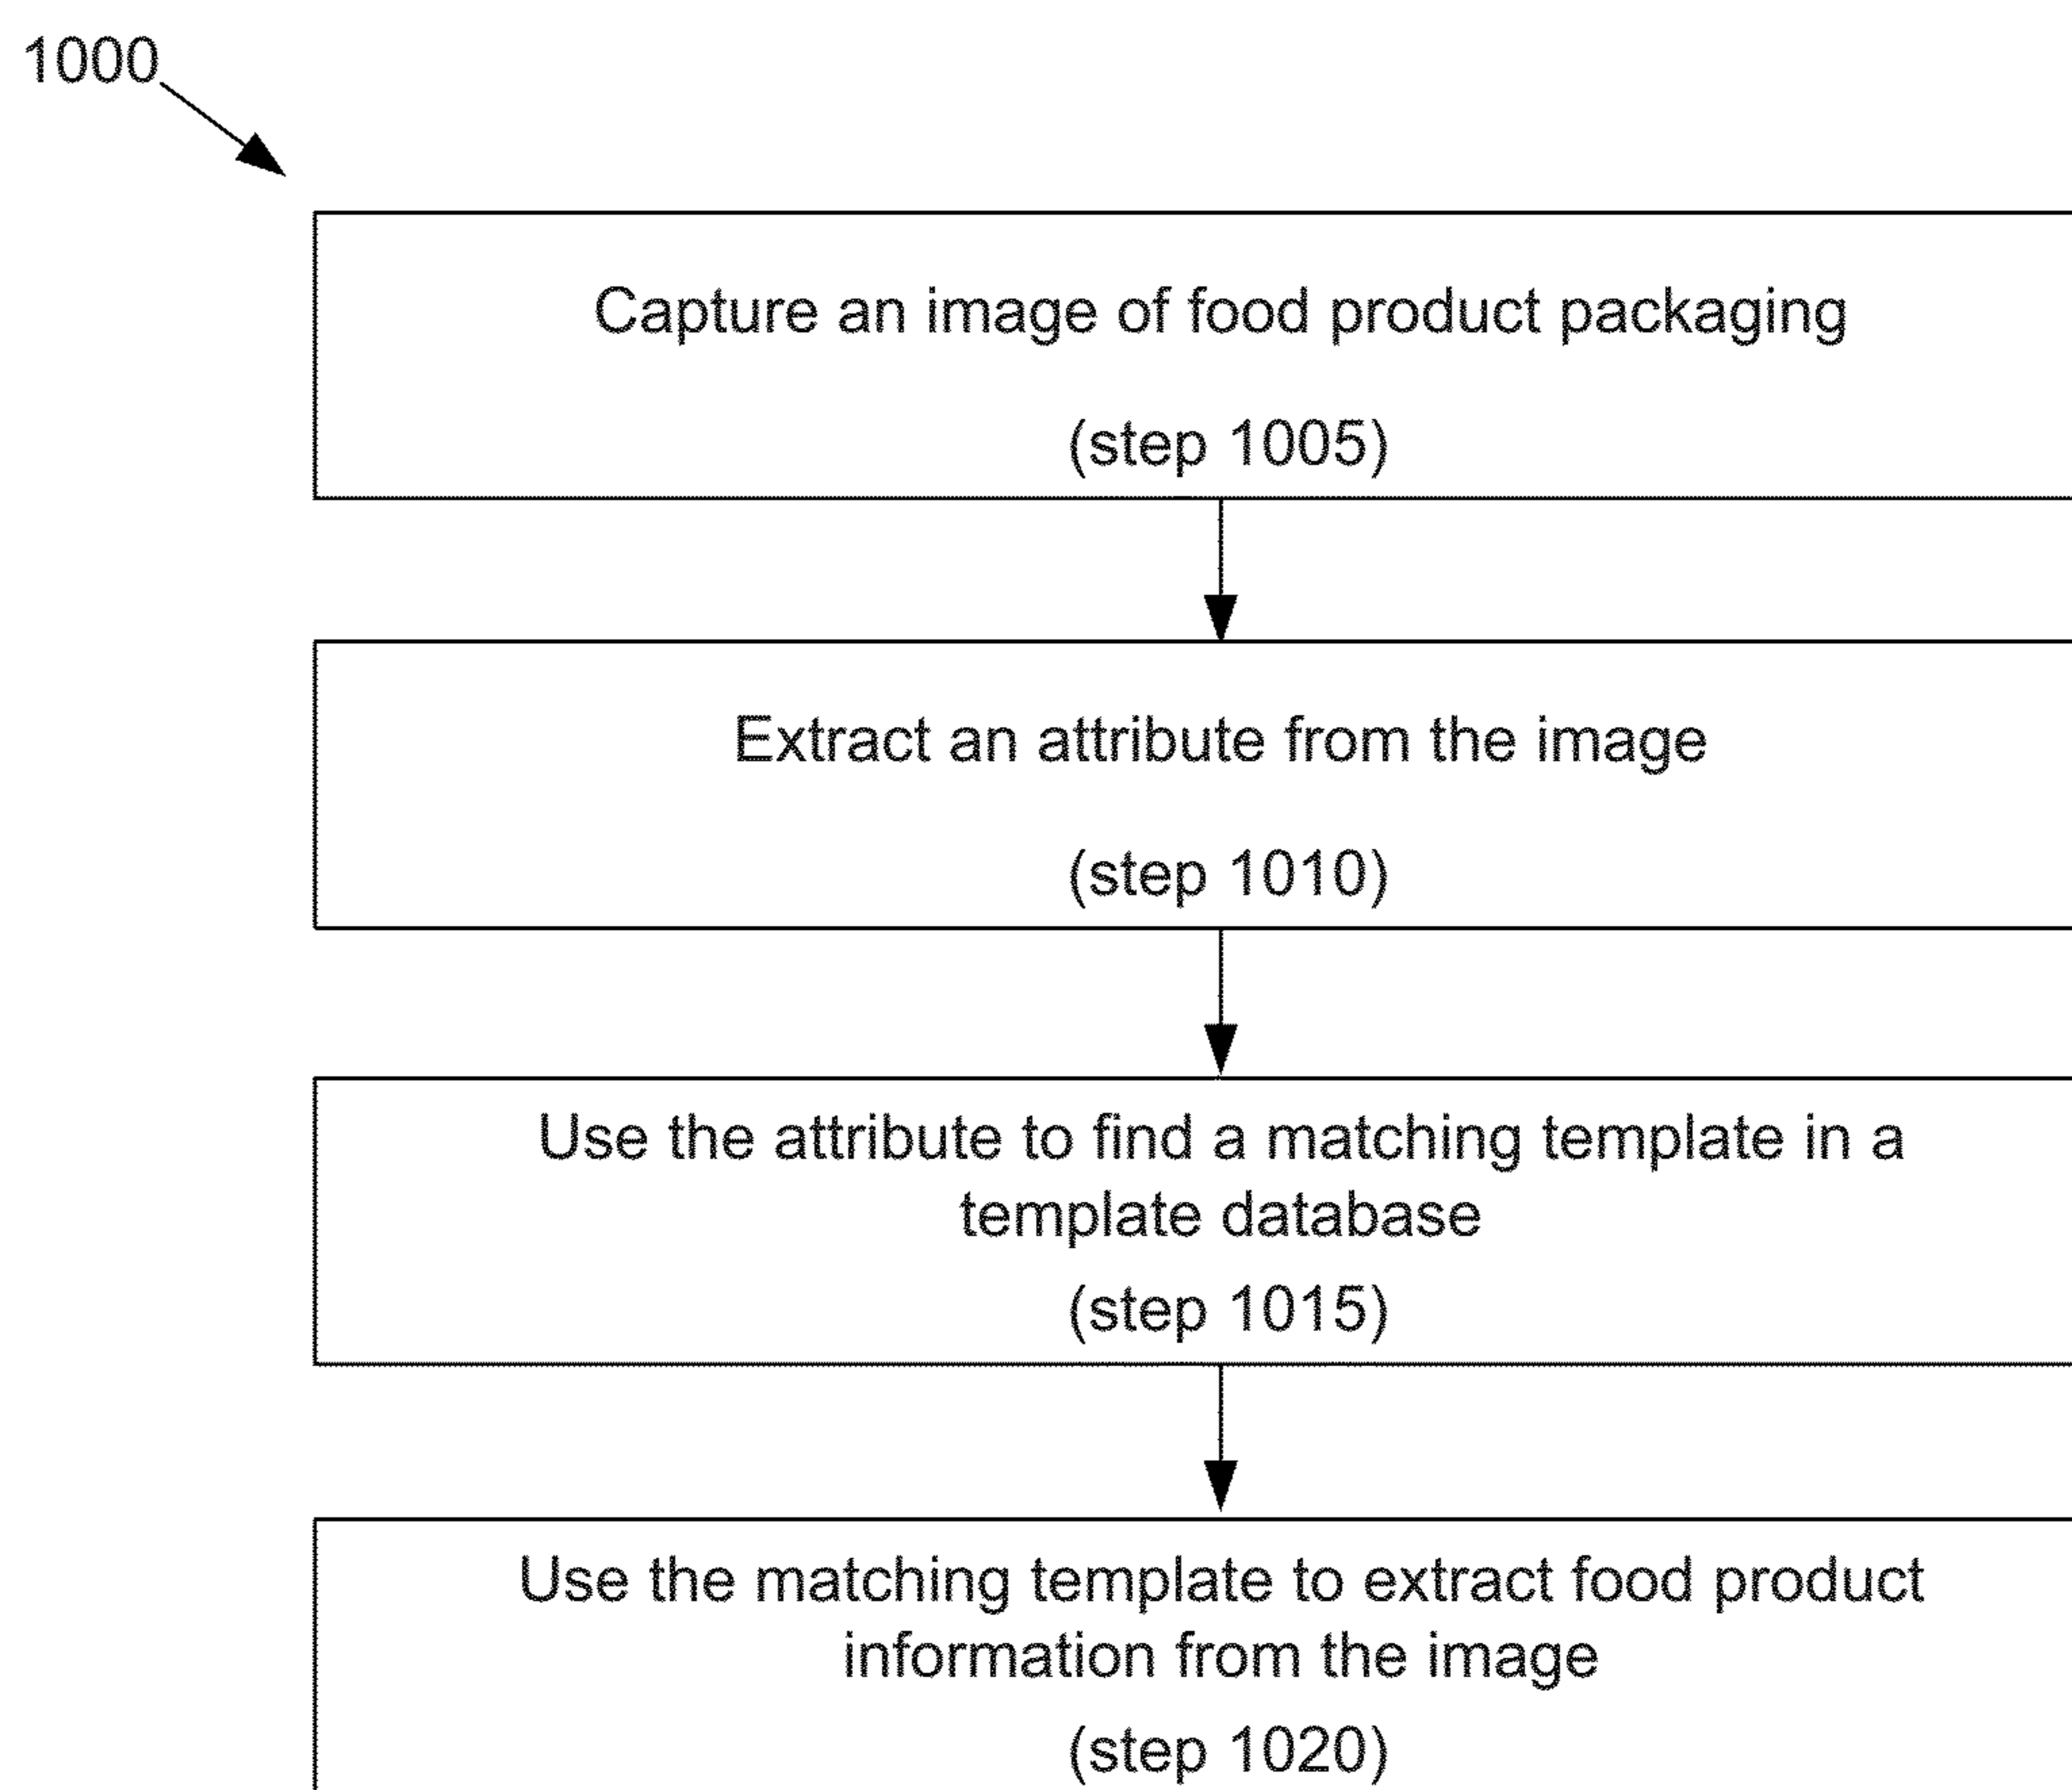 1000
Capture an image of food product packaging
(step 1005)
Extract an attribute from the image
(step 1010)
Use the attribute to find a matching template in a
template database
(step 1015)
Use the matching template to extract food product
information from the image
(step 1020)